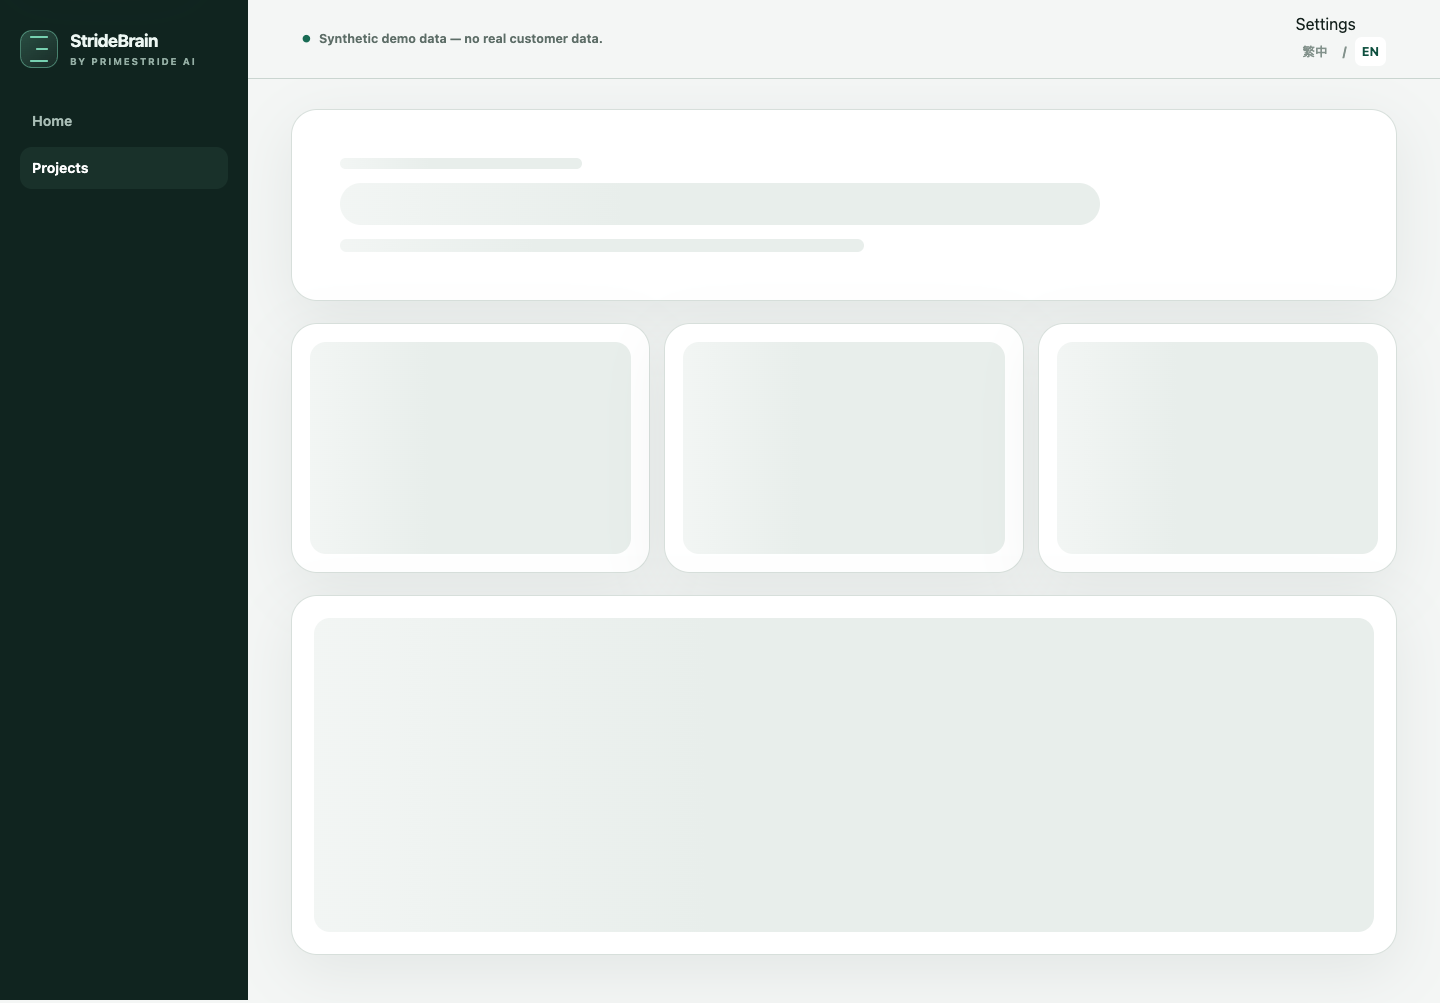 StrideBrain
BY PRIMESTRIDE AI
Home
Projects
Synthetic demo data — no real customer data.
Settings
繁中 / EN